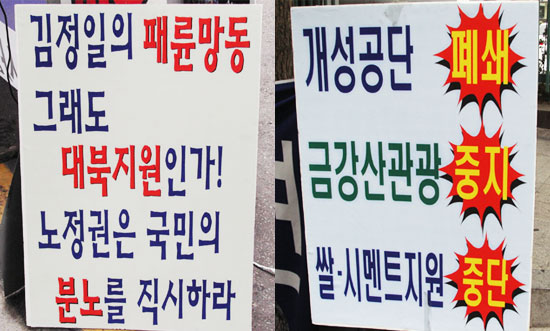 김정일의 패륜망동
그래도
대북지원인가!
노정권은 국민의
분노를 직시하라
개성공단 폐쇄
금강산관광 중지
쌀·시멘트지원 중단